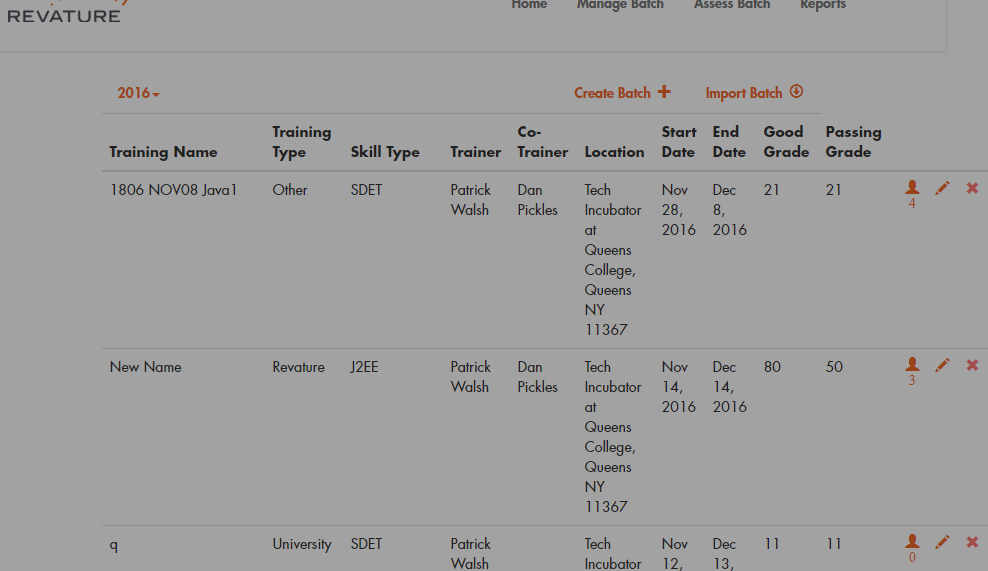 REVATURE
Home Manage Batch Assess Batch Reports
2016 Create Batch Import Batch
Training Co- Start End Good Passing
Training Name Type Skill Type Trainer Trainer Location Date Date Grade Grade
1806 NOV08 Java1 Other SDET Patrick Dan Tech Nov Dec 21 21
Walsh Pickles Incubator 28, 8, 4
at 2016 2016
Queens
College,
Queens
NY
11367
New Name Revature J2EE Patrick Dan Tech Nov Dec 80 50
Walsh Pickles Incubator 14, 14, 3
at 2016 2016
Queens
College,
Queens
NY
11367
q University SDET Patrick Tech Nov Dec 11 11
Walsh Incubator 12, 13, 0